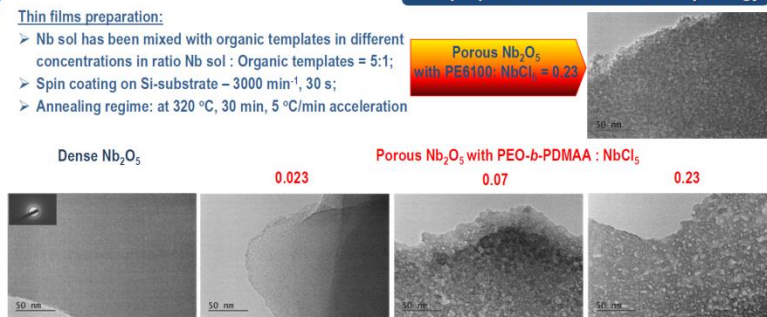 Thin films preparation:
➢ Nb sol has been mixed with organic templates in different
concentrations in ratio Nb sol : Organic templates = 5:1;
➢ Spin coating on Si-substrate – 3000 min⁻¹, 30 s;
➢ Annealing regime: at 320 °C, 30 min, 5 °C/min acceleration
Porous Nb₂O₅
with PE6100: NbCl₅ = 0.23
50 nm
Dense Nb₂O₅
Porous Nb₂O₅ with PEO-b-PDMAA : NbCl₅
0.023
0.07
0.23
50 nm
50 nm
50 nm
50 nm